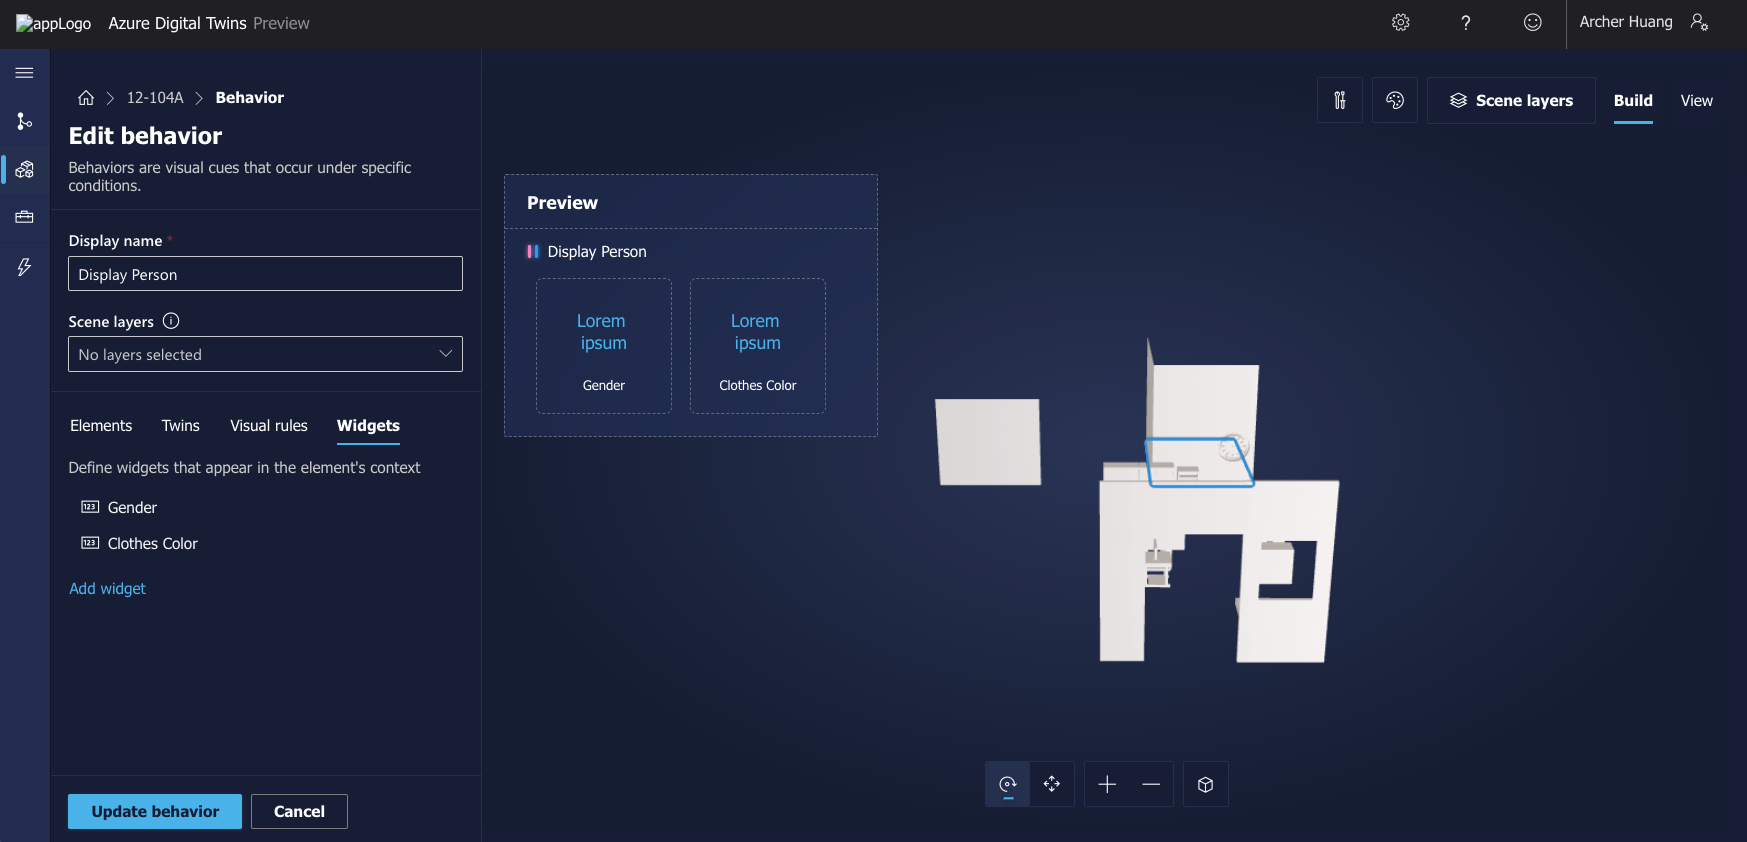 appLogo Azure Digital Twins Preview
? Archer Huang
12-104A Behavior
Edit behavior
Behaviors are visual cues that occur under specific
conditions.
Display name *
Display Person
Scene layers
No layers selected
Elements Twins Visual rules Widgets
Define widgets that appear in the element's context
123 Gender
123 Clothes Color
Add widget
Update behavior Cancel
Scene layers Build View
Preview
Display Person
Lorem
ipsum
Gender
Lorem
ipsum
Clothes Color